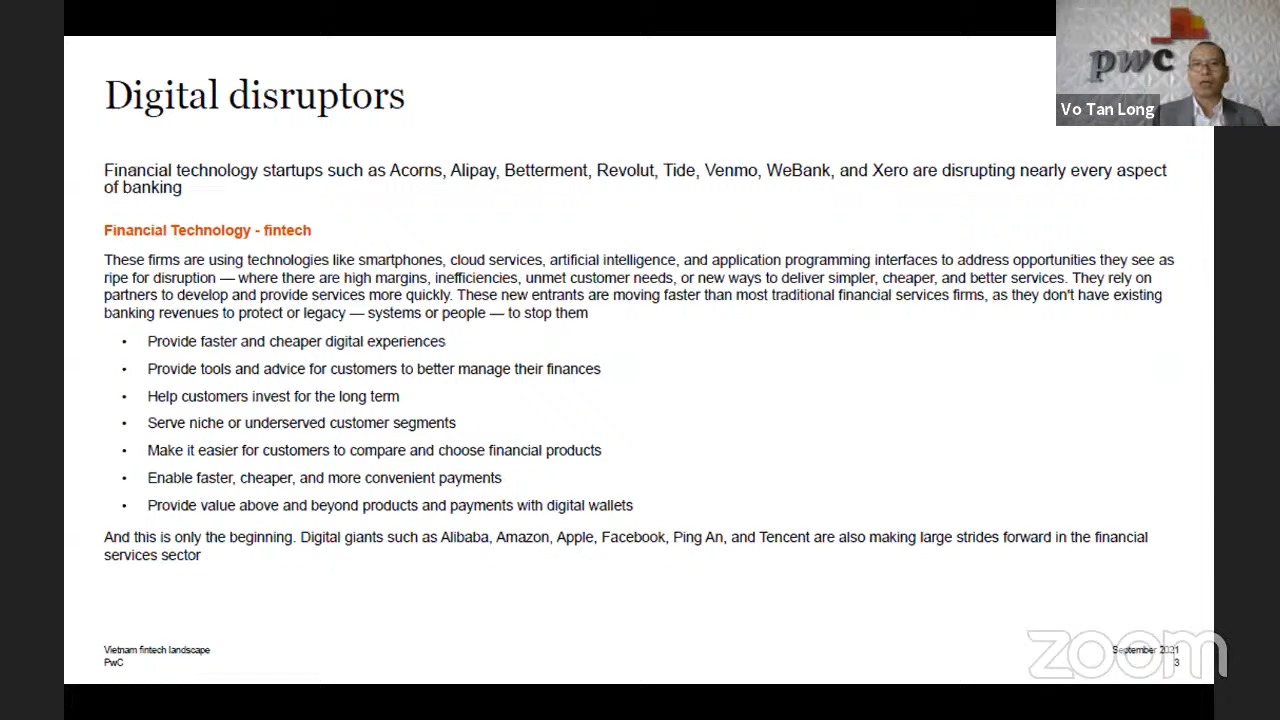 Digital disruptors
pwc
Vo Tan Long
Financial technology startups such as Acorns, Alipay, Betterment, Revolut, Tide, Venmo, WeBank, and Xero are disrupting nearly every aspect
of banking
Financial Technology - fintech
These firms are using technologies like smartphones, cloud services, artificial intelligence, and application programming interfaces to address opportunities they see as
ripe for disruption — where there are high margins, inefficiencies, unmet customer needs, or new ways to deliver simpler, cheaper, and better services. They rely on
partners to develop and provide services more quickly. These new entrants are moving faster than most traditional financial services firms, as they don't have existing
banking revenues to protect or legacy — systems or people — to stop them
• Provide faster and cheaper digital experiences
• Provide tools and advice for customers to better manage their finances
• Help customers invest for the long term
• Serve niche or underserved customer segments
• Make it easier for customers to compare and choose financial products
• Enable faster, cheaper, and more convenient payments
• Provide value above and beyond products and payments with digital wallets
And this is only the beginning. Digital giants such as Alibaba, Amazon, Apple, Facebook, Ping An, and Tencent are also making large strides forward in the financial
services sector
Vietnam fintech landscape
PwC
September 2021
3
zoom